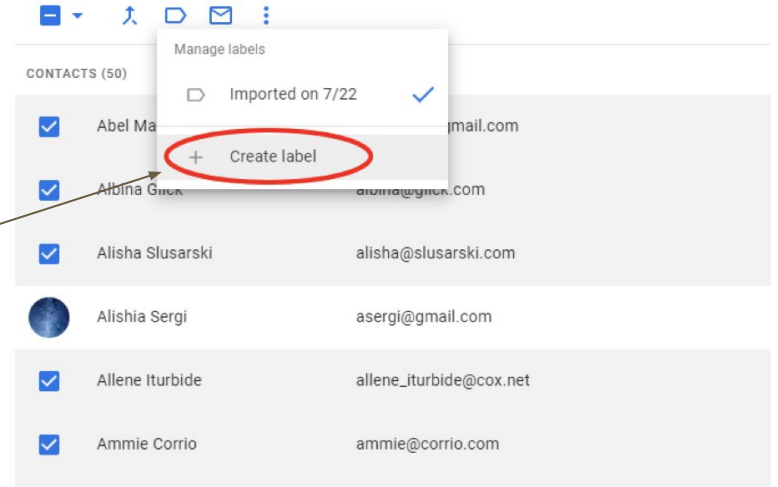 Manage labels
CONTACTS (50)
Imported on 7/22
Abel Ma
gmail.com
Create label
Albina Glick
albina@glick.com
Alisha Slusarski
alisha@slusarski.com
Alishia Sergi
asergi@gmail.com
Allene Iturbide
allene_iturbide@cox.net
Ammie Corrio
ammie@corrio.com